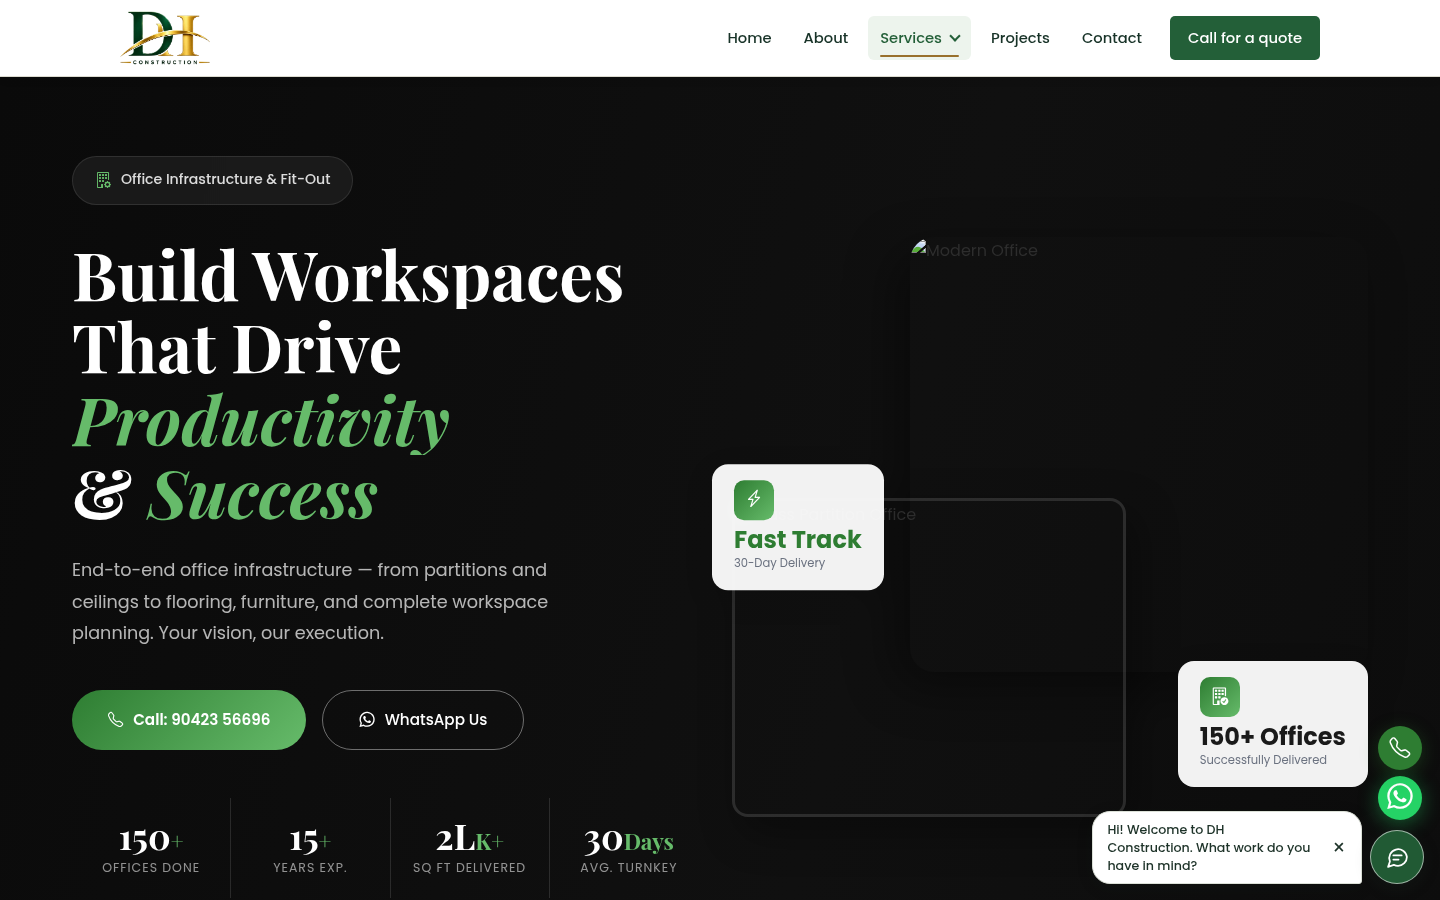 DH
CONSTRUCTION
Home
About
Services
Projects
Contact
Call for a quote
Office Infrastructure & Fit-Out
Build Workspaces
That Drive
Productivity
& Success
End-to-end office infrastructure — from partitions and
ceilings to flooring, furniture, and complete workspace
planning. Your vision, our execution.
Call: 90423 56696
WhatsApp Us
150+
OFFICES DONE
15+
YEARS EXP.
2LK+
SQ FT DELIVERED
30Days
AVG. TURNKEY
Modern Office
ffice
Fast Track
30-Day Delivery
150+ Offices
Successfully Delivered
Hi! Welcome to DH
Construction. What work do you
have in mind?